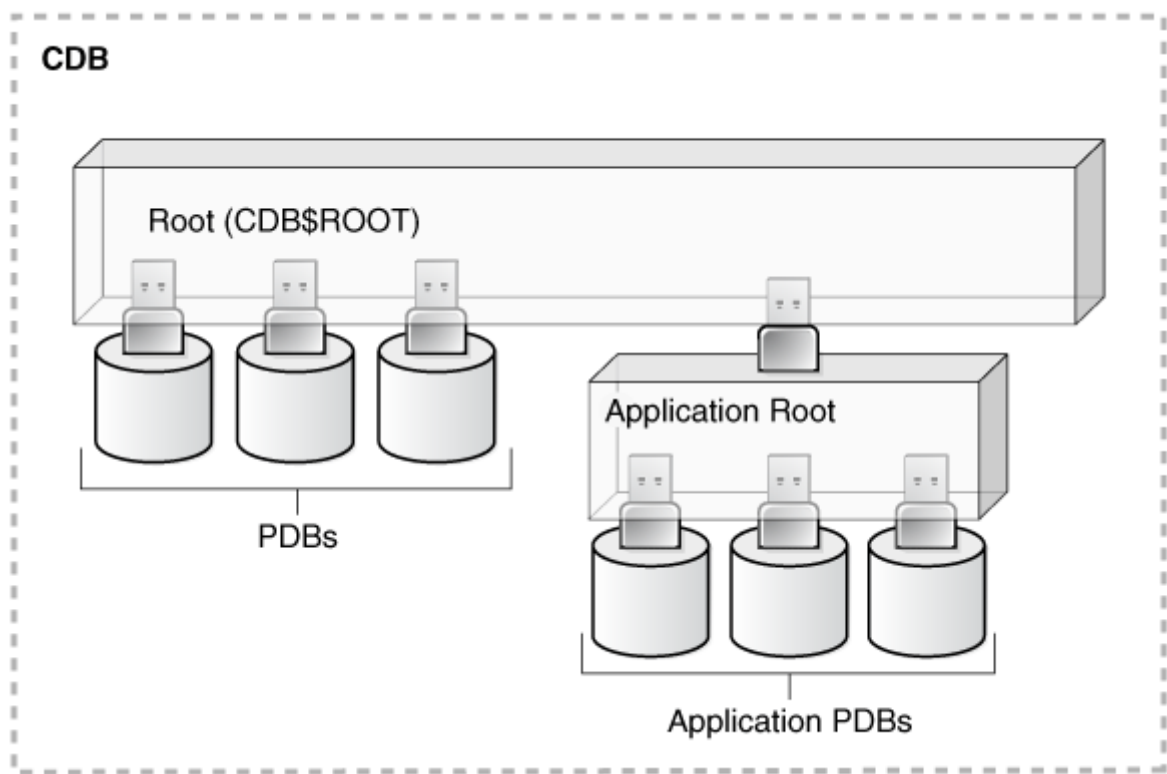 CDB
Root (CDB$ROOT)
Application Root
PDBs
Application PDBs